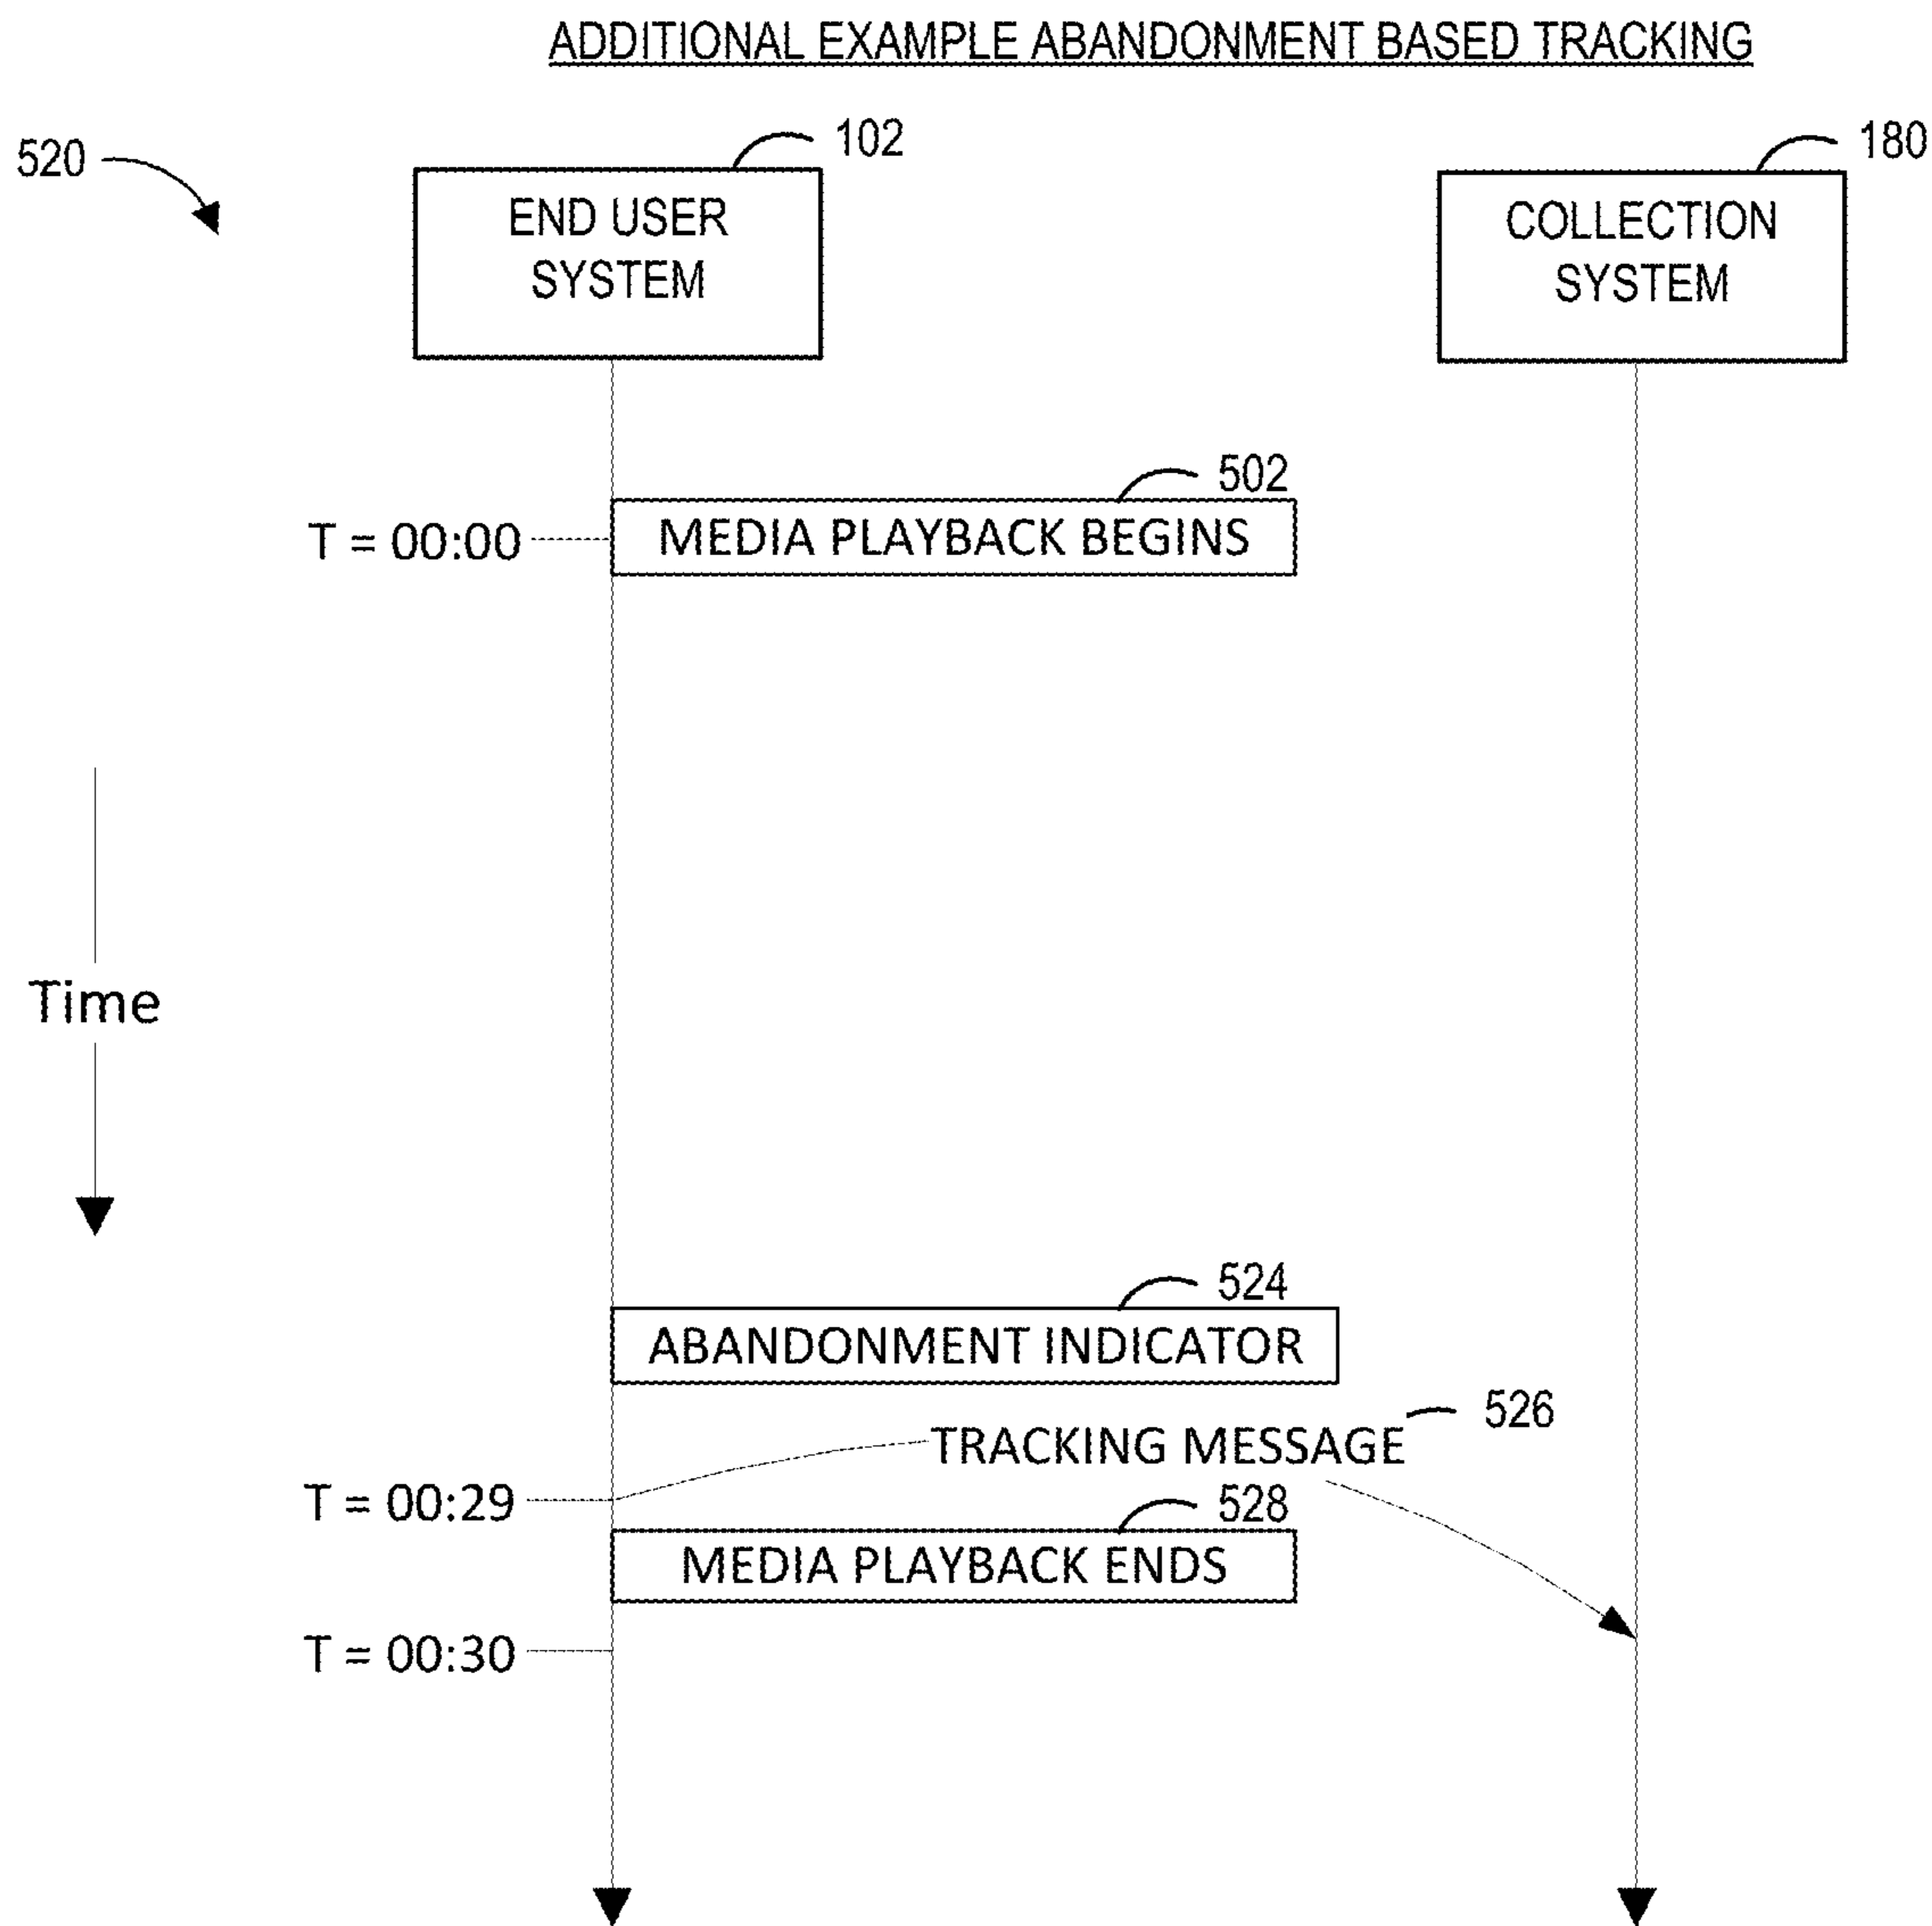 ADDITIONAL EXAMPLE ABANDONMENT BASED TRACKING
520
102
180
END USER
SYSTEM
COLLECTION
SYSTEM
502
T = 00:00
MEDIA PLAYBACK BEGINS
Time
524
ABANDONMENT INDICATOR
526
TRACKING MESSAGE
T = 00:29
528
MEDIA PLAYBACK ENDS
T = 00:30